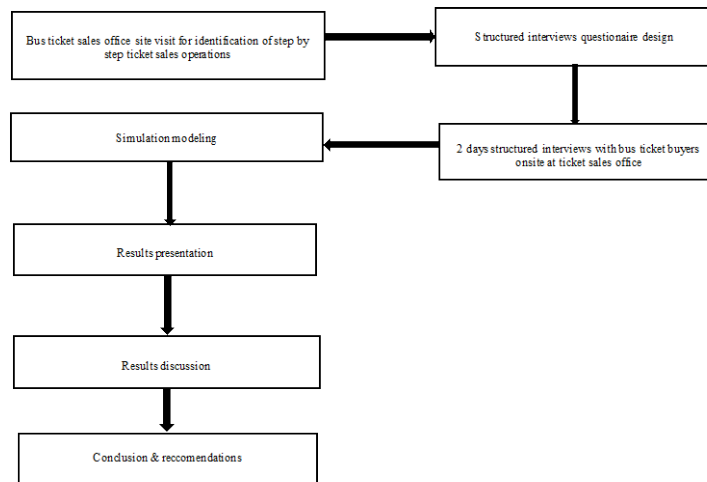 Bus ticket sales office site visit for identification of step by
step ticket sales operations
Structured interviews questionaire design
2 days structured interviews with bus ticket buyers
onsite at ticket sales office
Simulation modeling
Results presentation
Results discussion
Conclusion & reccomendations